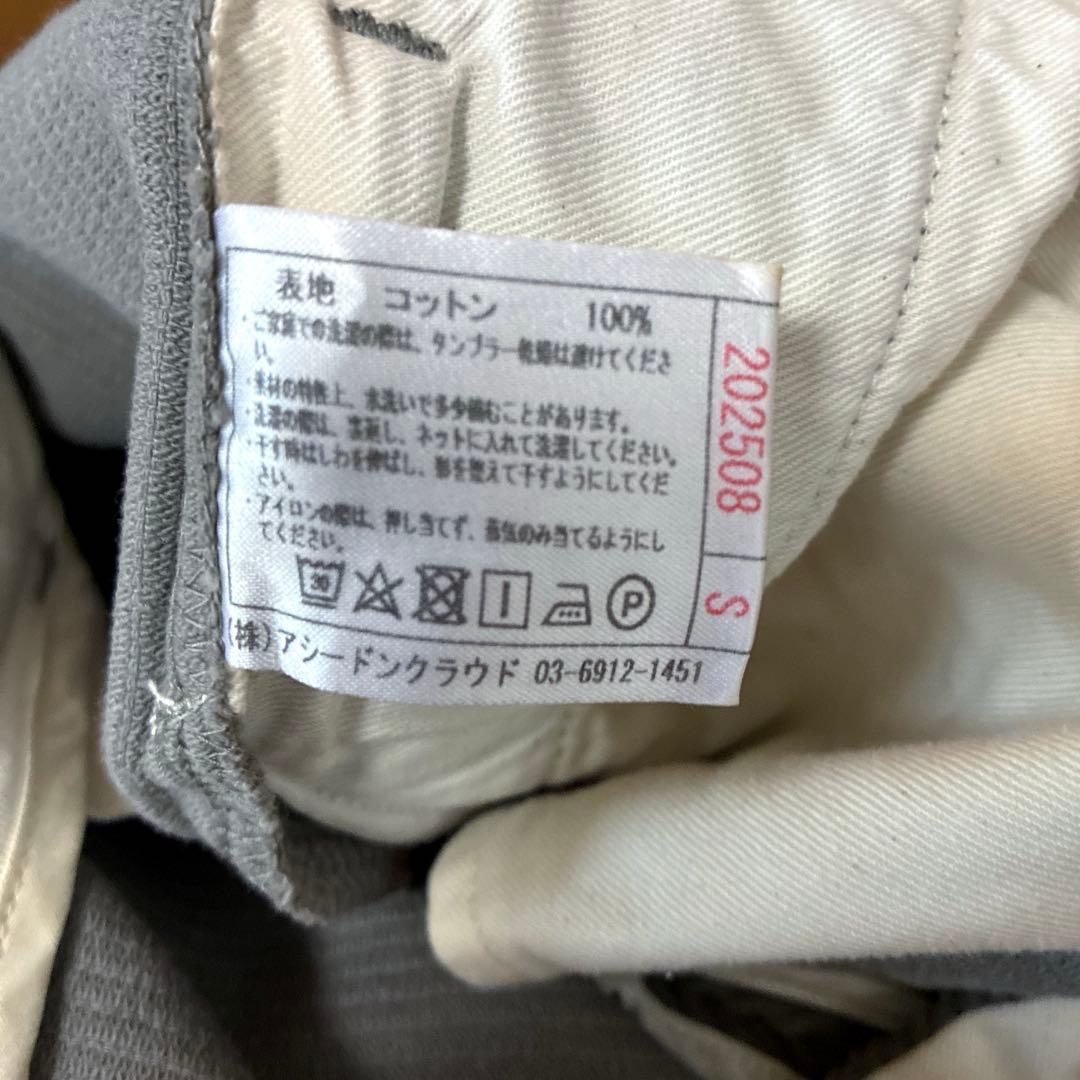 表地 コットン 100%
・ご家庭での洗濯の際は、タンブラー乾燥は避けてくださ
い。
・素材の特性上、水洗いで多少縮むことがあります。
・洗濯の際は、裏返し、ネットに入れて洗濯してください。
・干す時はしわを伸ばし、形を整えて干すようにしてくだ
さい。
・アイロンの際は、押し当てず、蒸気のみ当てるようにし
てください。
30
P
(株)アシードンクラウド 03-6912-1451
202508
S